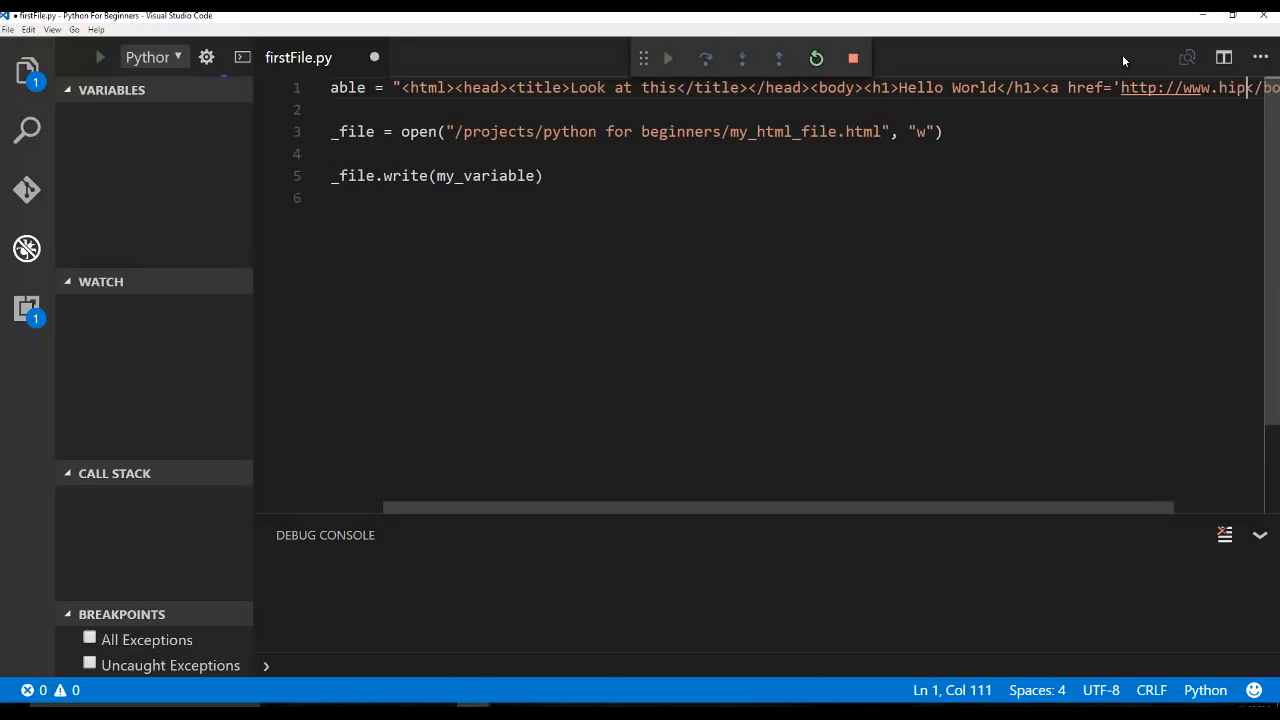 firstFile.py - Python For Beginners - Visual Studio Code
File Edit View Go Help
Python
firstFile.py
VARIABLES
WATCH
CALL STACK
BREAKPOINTS
All Exceptions
Uncaught Exceptions
1 able = "<html><head><title>Look at this</title></head><body><h1>Hello World</h1><a href='http://www.hip</bo
2
3 _file = open("/projects/python for beginners/my_html_file.html", "w")
4
5 _file.write(my_variable)
6
DEBUG CONSOLE
1
1
0 0
Ln 1, Col 111 Spaces: 4 UTF-8 CRLF Python